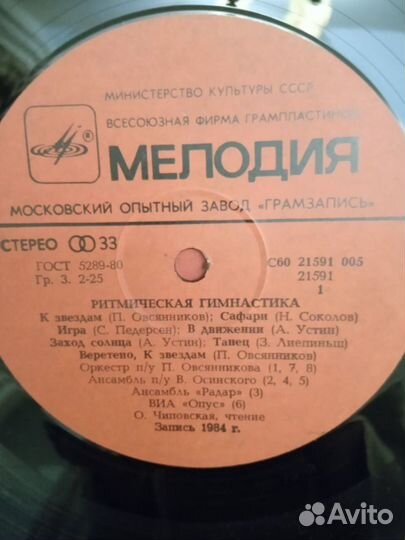 МИНИСТЕРСТВО КУЛЬТУРЫ СССР
ВСЕСОЮЗНАЯ ФИРМА ГРАМПЛАСТИНОК
®
МЕЛОДИЯ
МОСКОВСКИЙ ОПЫТНЫЙ ЗАВОД «ГРАМЗАПИСЬ»
СТЕРЕО 33
ГОСТ 5289-80 С60 21591 005
Гр. 3. 2-25 21591
1
РИТМИЧЕСКАЯ ГИМНАСТИКА
К звездам (П. Овсянников); Сафари (Н. Соколов)
Игра (С. Педерсен); В движении (А. Устин)
Заход солнца (А. Устин); Танец (З. Лиепиньш)
Веретено, К звездам (П. Овсянников)
Оркестр п/у П. Овсянникова (1, 7, 8)
Ансамбль п/у В. Осинского (2, 4, 5)
Ансамбль «Радар» (3)
ВИА «Опус» (6)
О. Чиповская, чтение
Запись 1984 г.
Avito